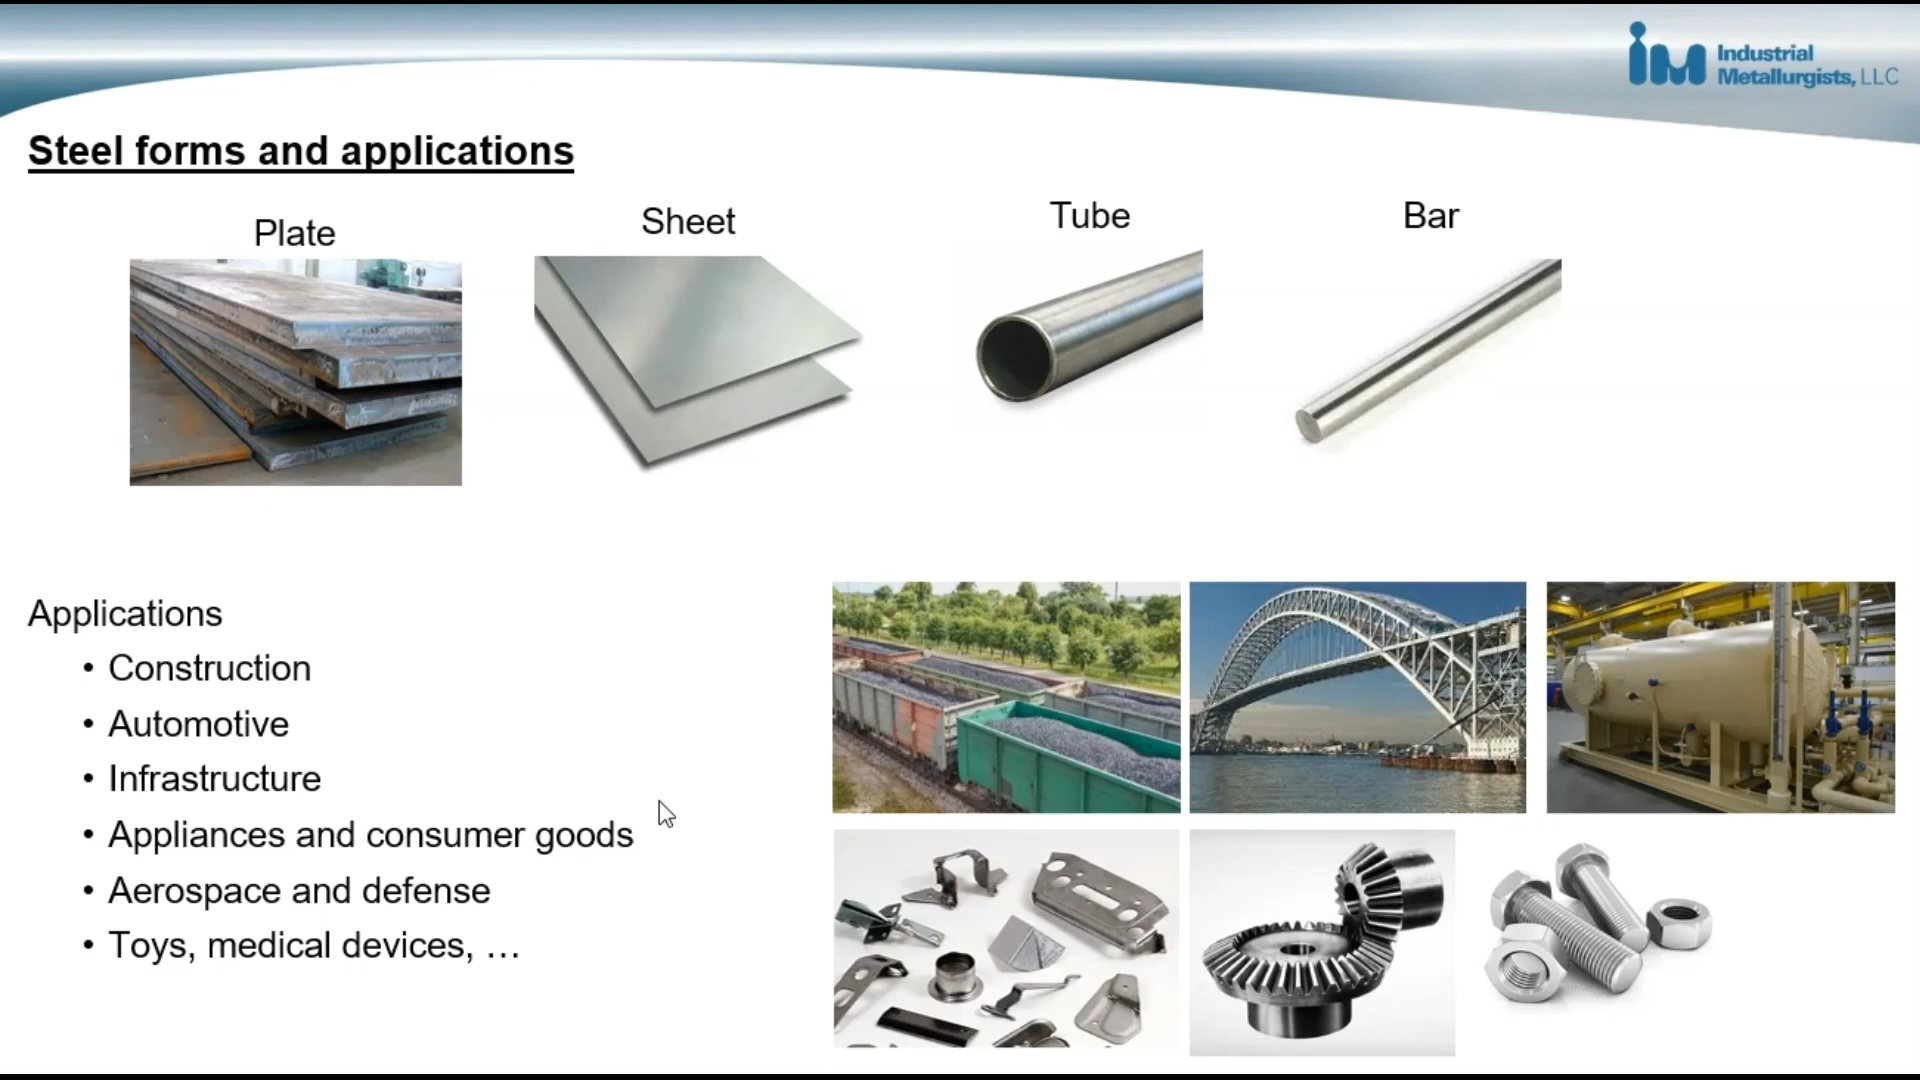 Industrial
Metallurgists, LLC
Steel forms and applications
Plate
Sheet
Tube
Bar
Applications
• Construction
• Automotive
• Infrastructure
• Appliances and consumer goods
• Aerospace and defense
• Toys, medical devices, …